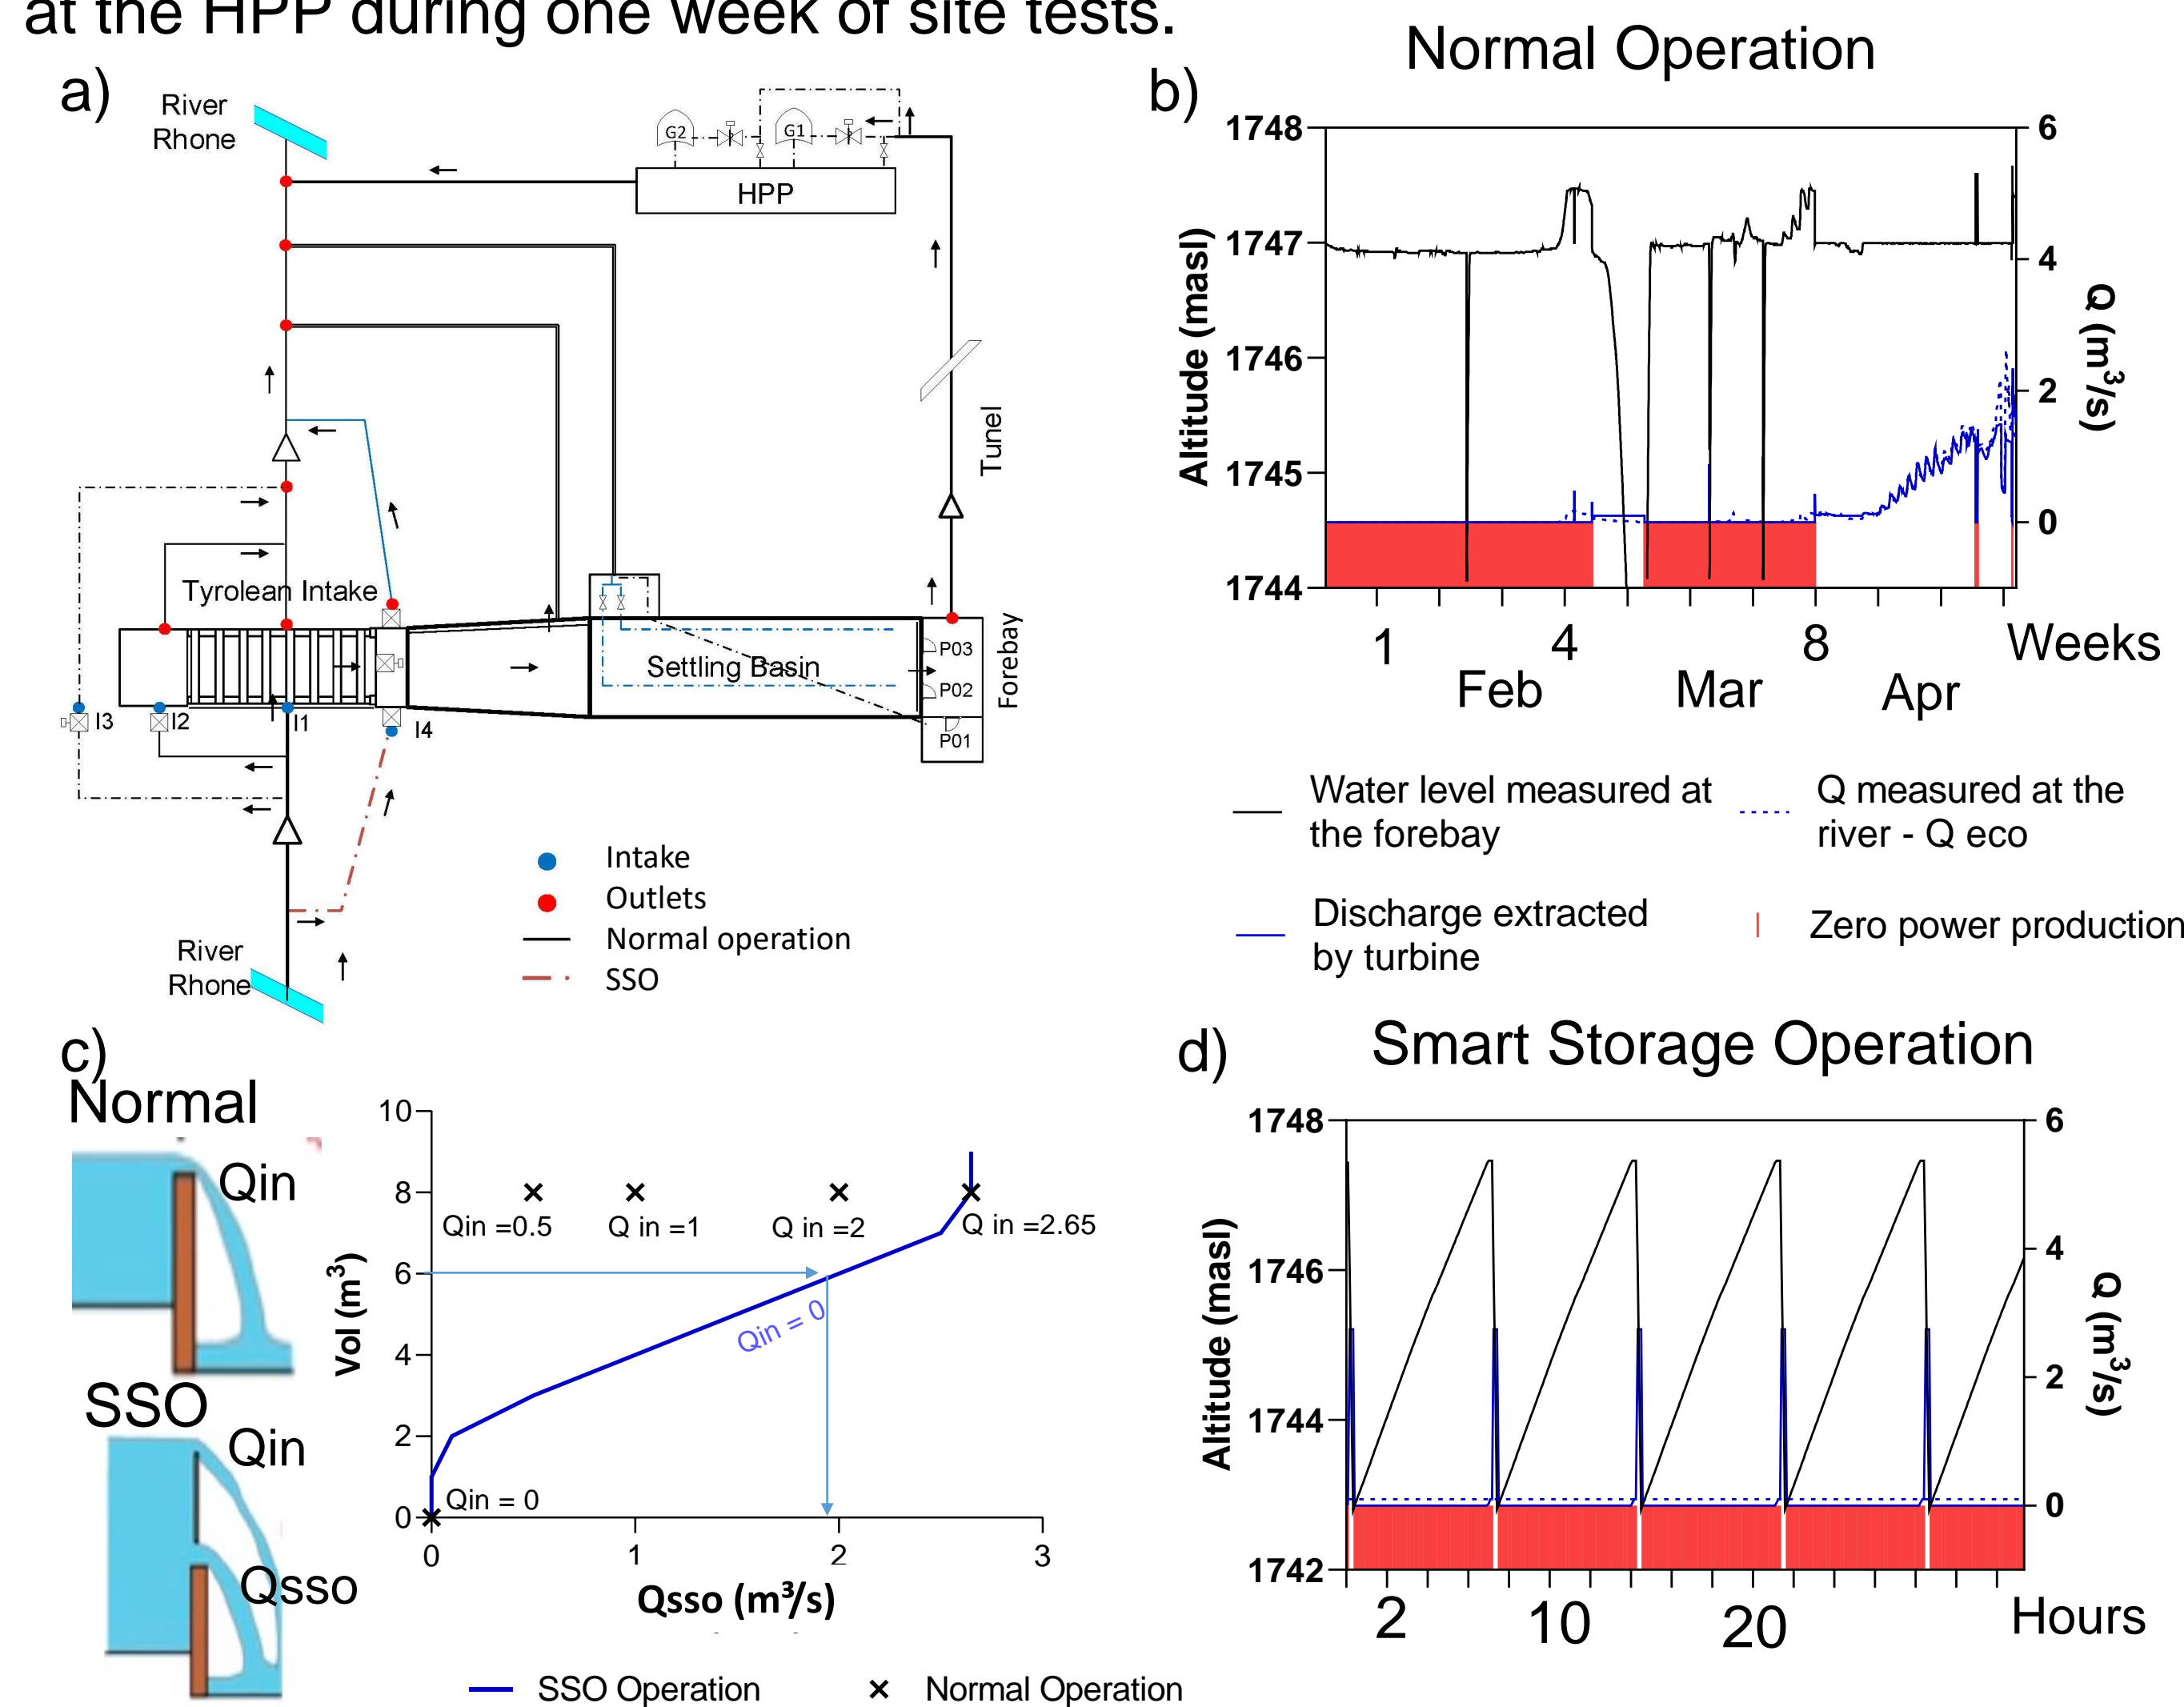 at the HPP during one week of site tests.
a)
River
Rhone
G2
G1
HPP
Tunel
Tyrolean Intake
Settling Basin
P03
P02
P01
Forebay
I3
I2
I1
I4
Intake
Outlets
Normal operation
SSO
River
Rhone
b)
Normal Operation
Altitude (masl)
1748
1747
1746
1745
1744
6
4
2
0
Q (m³/s)
1
4
8
Weeks
Feb
Mar
Apr
Water level measured at
the forebay
Q measured at the
river - Q eco
Discharge extracted
by turbine
Zero power production
c)
Normal
Qin
SSO
Qin
Qsso
Vol (m³)
10
8
6
4
2
0
Qin =0.5
Q in =1
Q in =2
Q in =2.65
Qin = 0
Qin = 0
0
1
2
3
Qsso (m³/s)
SSO Operation
Normal Operation
d)
Smart Storage Operation
Altitude (masl)
1748
1746
1744
1742
6
4
2
0
Q (m³/s)
2
10
20
Hours